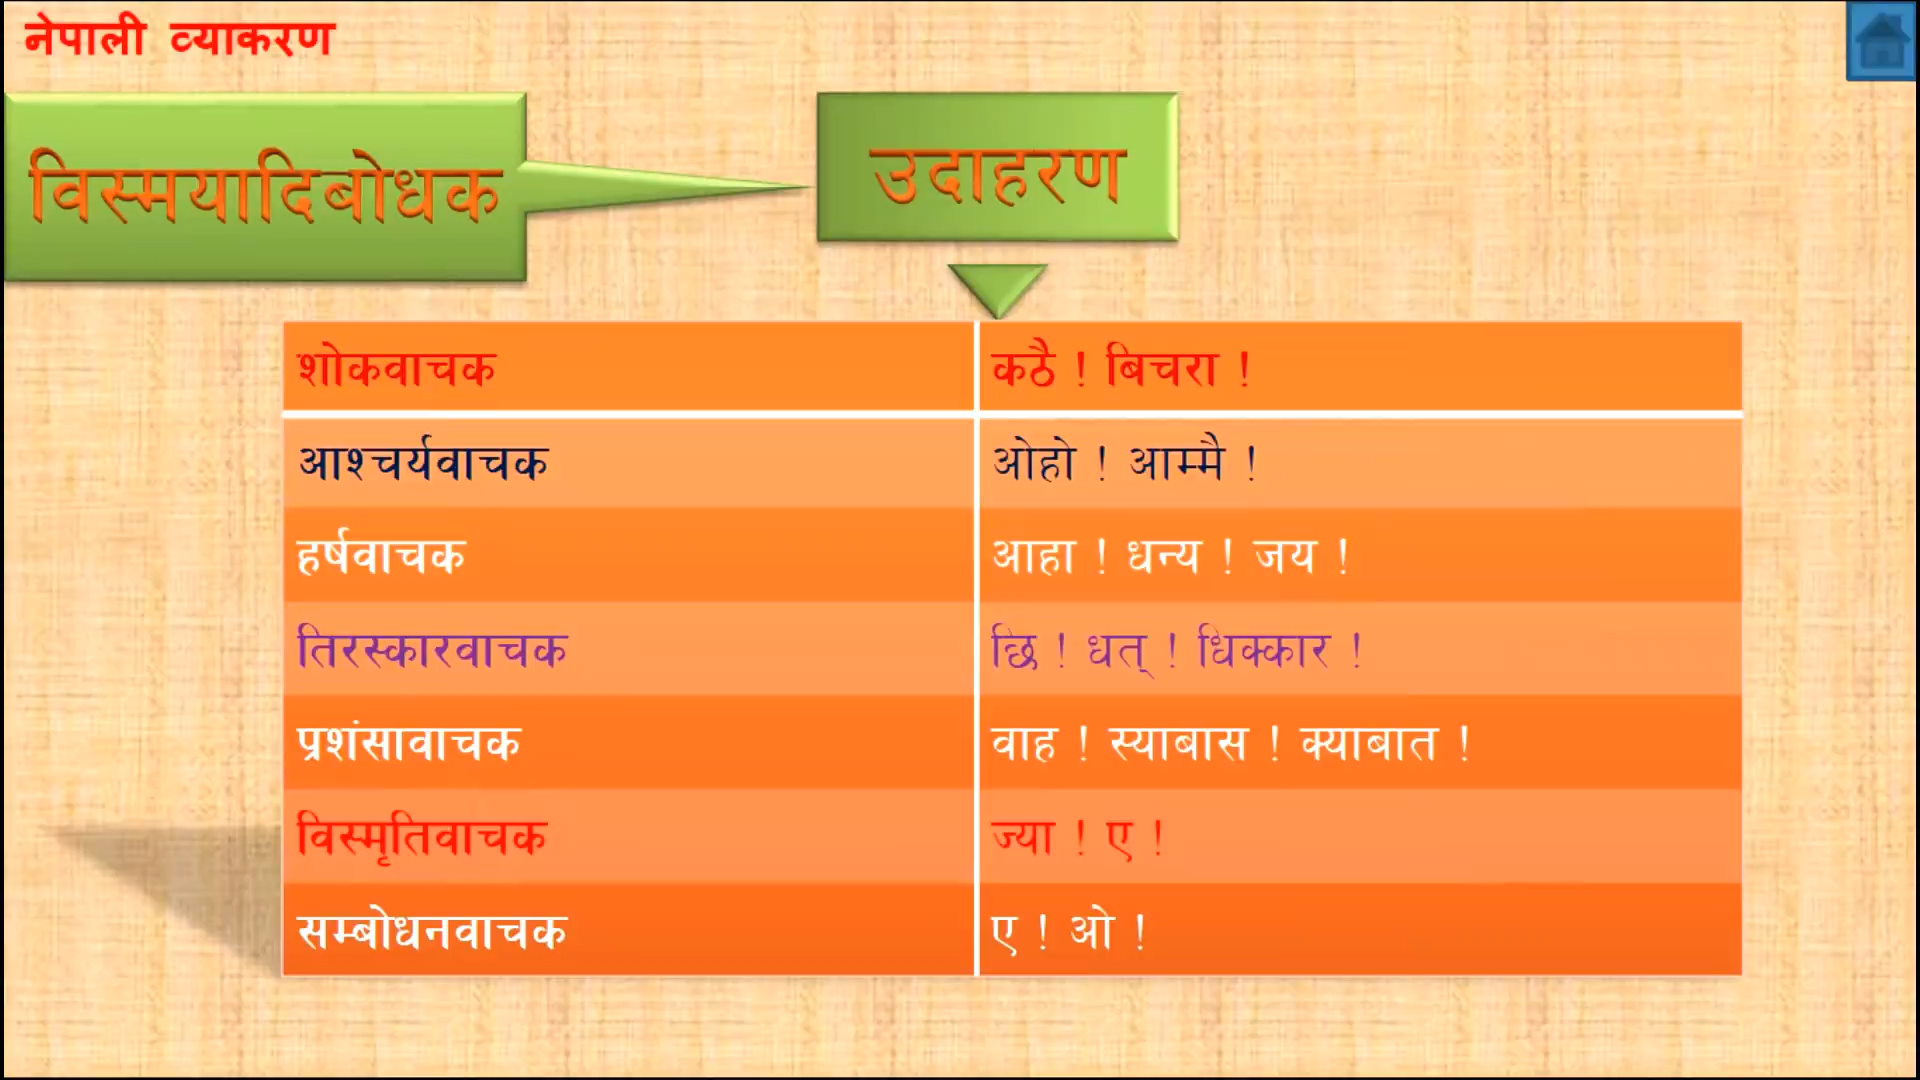 नेपाली व्याकरण
विस्मयादिबोधक
उदाहरण
शोकवाचक कठै ! बिचरा !
आश्चर्यवाचक ओहो ! आम्मै !
हर्षवाचक आहा ! धन्य ! जय !
तिरस्कारवाचक छि ! धत् ! धिक्कार !
प्रशंसावाचक वाह ! स्याबास ! क्याबात !
विस्मृतिवाचक ज्या ! ए !
सम्बोधनवाचक ए ! ओ !